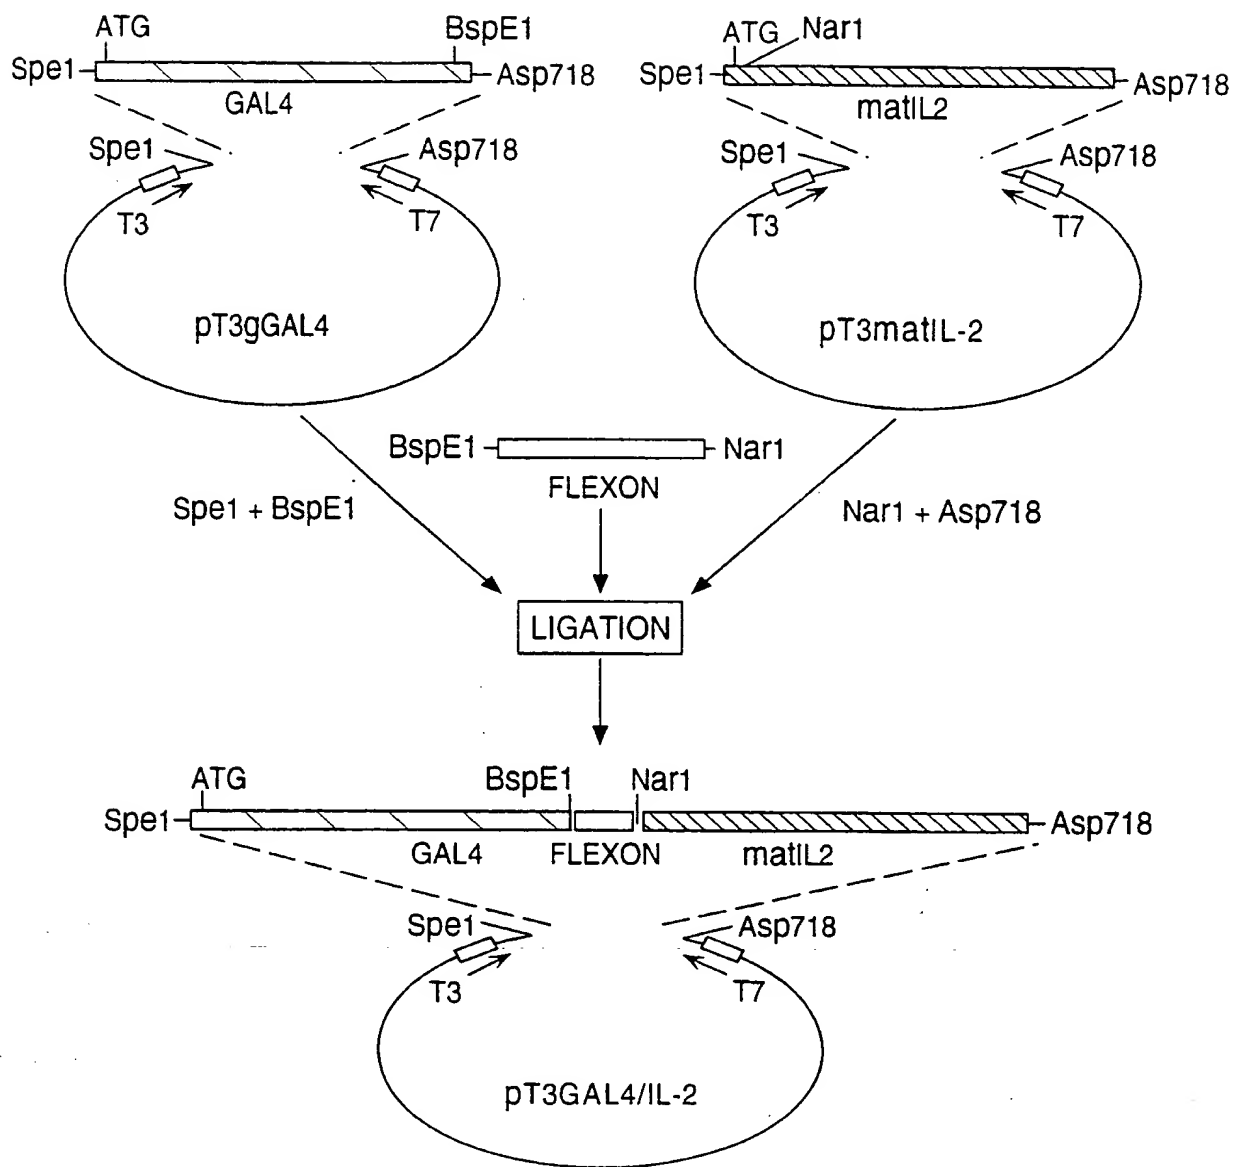 ATG
BspE1
Spe1
Asp718
GAL4
Spe1
Asp718
T3
T7
pT3gGAL4
ATG
Nar1
Spe1
Asp718
matIL2
Spe1
Asp718
T3
T7
pT3matIL-2
BspE1
Nar1
FLEXON
Spe1 + BspE1
Nar1 + Asp718
LIGATION
ATG
BspE1
Nar1
Spe1
Asp718
GAL4
FLEXON
matIL2
Spe1
Asp718
T3
T7
pT3GAL4/IL-2